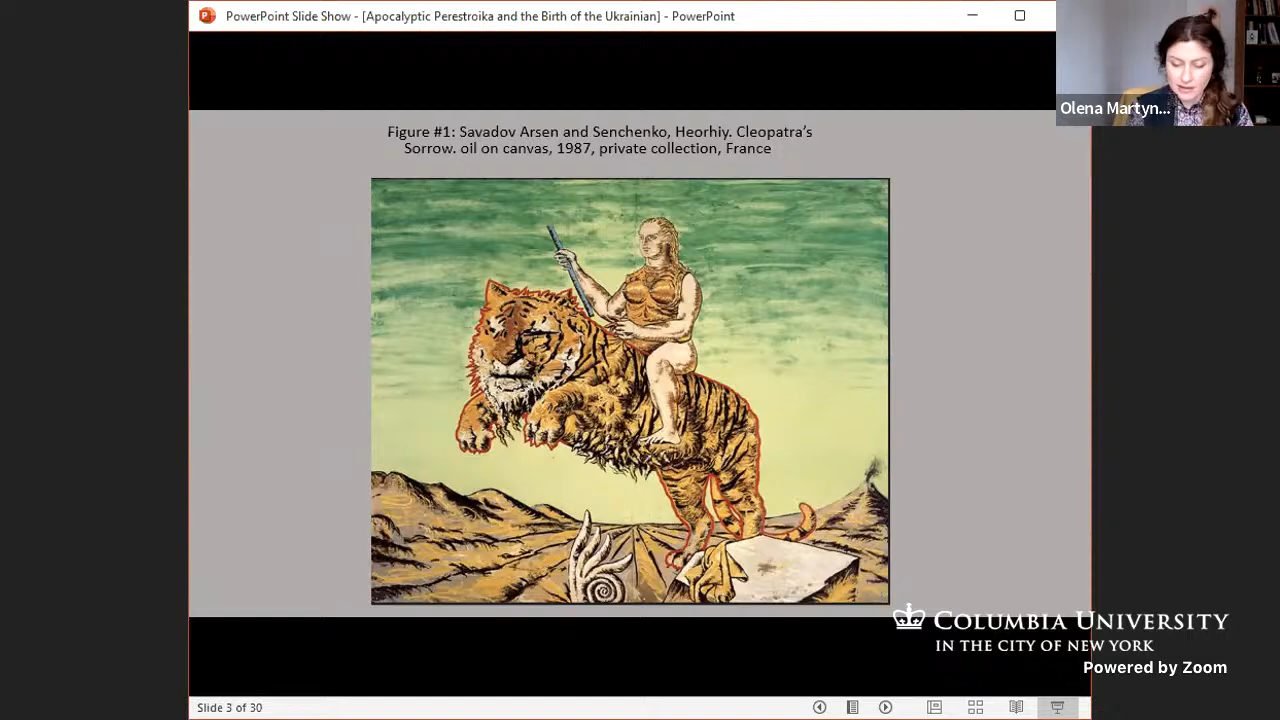 PowerPoint Slide Show - [Apocalyptic Perestroika and the Birth of the Ukrainian] - PowerPoint
Olena Martyn...
Figure #1: Savadov Arsen and Senchenko, Heorhiy. Cleopatra's
Sorrow. oil on canvas, 1987, private collection, France
COLUMBIA UNIVERSITY
IN THE CITY OF NEW YORK
Powered by Zoom
Slide 3 of 30